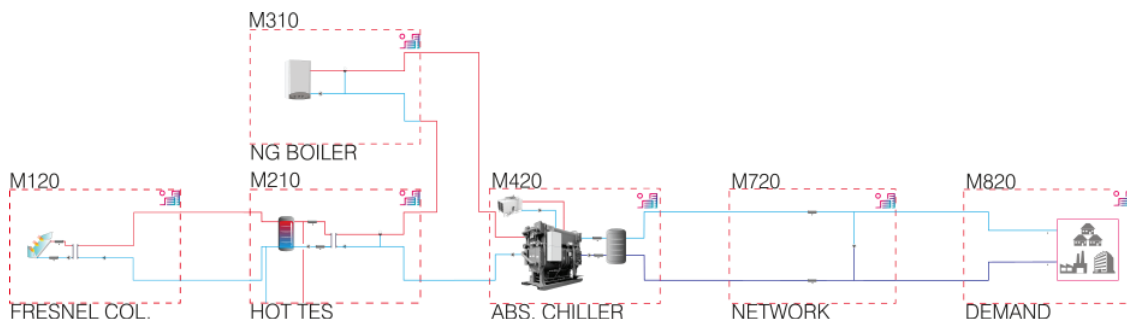 M310
NG BOILER
M120
M210
M420
M720
M820
FRESNEL COL.
HOT TES
ABS. CHILLER
NETWORK
DEMAND